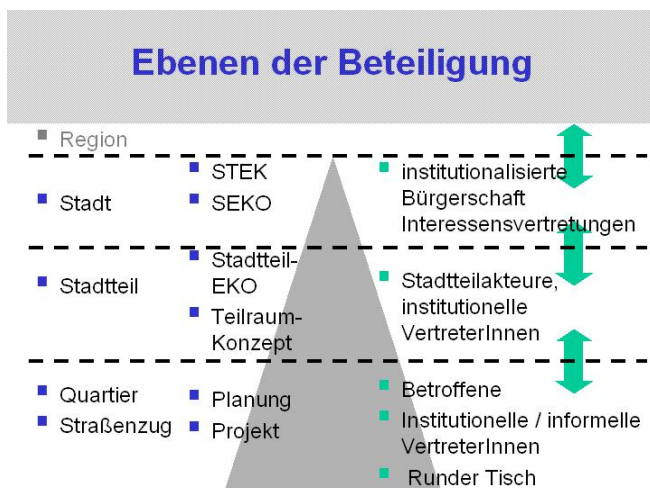 Ebenen der Beteiligung
Region
Stadt
STEK
SEKO
institutionalisierte
Bürgerschaft
Interessensvertretungen
Stadtteil
Stadtteil-
EKO
Teilraum-
Konzept
Stadtteilakteure,
institutionelle
VertreterInnen
Quartier
Straßenzug
Planung
Projekt
Betroffene
Institutionelle / informelle
VertreterInnen
Runder Tisch